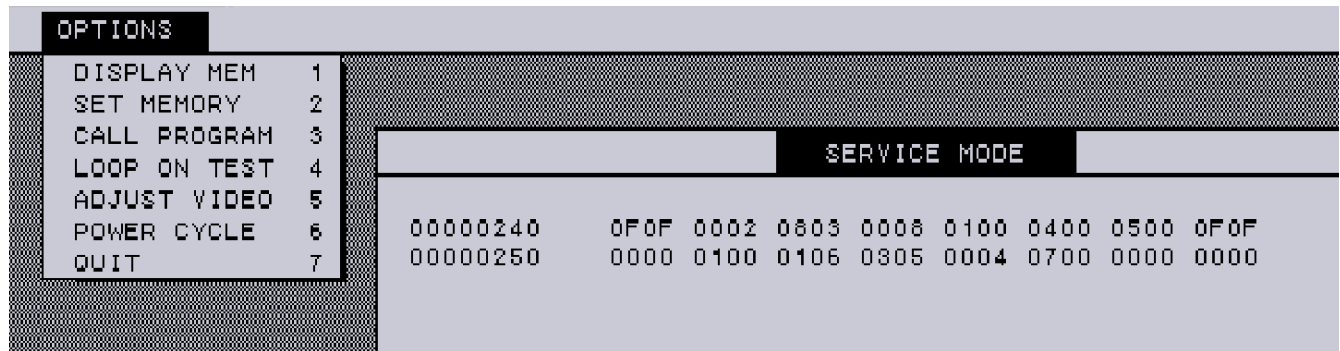 OPTIONS
DISPLAY MEM 1
SET MEMORY 2
CALL PROGRAM 3
LOOP ON TEST 4
ADJUST VIDEO 5
POWER CYCLE 6
QUIT 7
SERVICE MODE
00000240 0F0F 0002 0803 0008 0100 0400 0500 0F0F
00000250 0000 0100 0106 0305 0004 0700 0000 0000